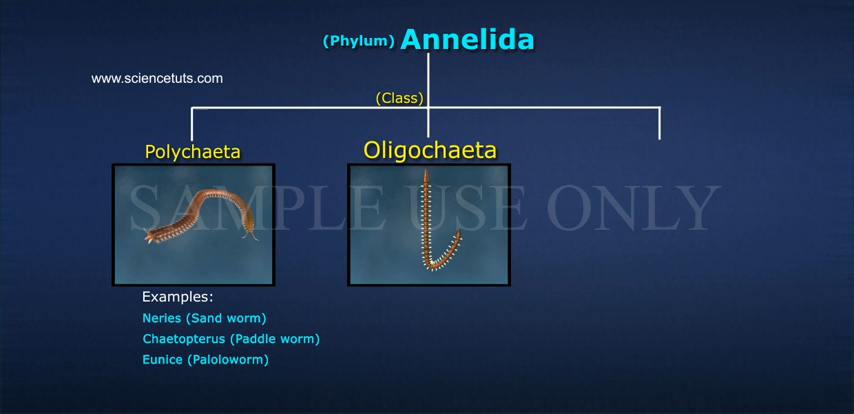 (Phylum) Annelida
www.sciencetuts.com
(Class)
Polychaeta
Oligochaeta
SAMPLE USE ONLY
Examples:
Neries (Sand worm)
Chaetopterus (Paddle worm)
Eunice (Paloloworm)